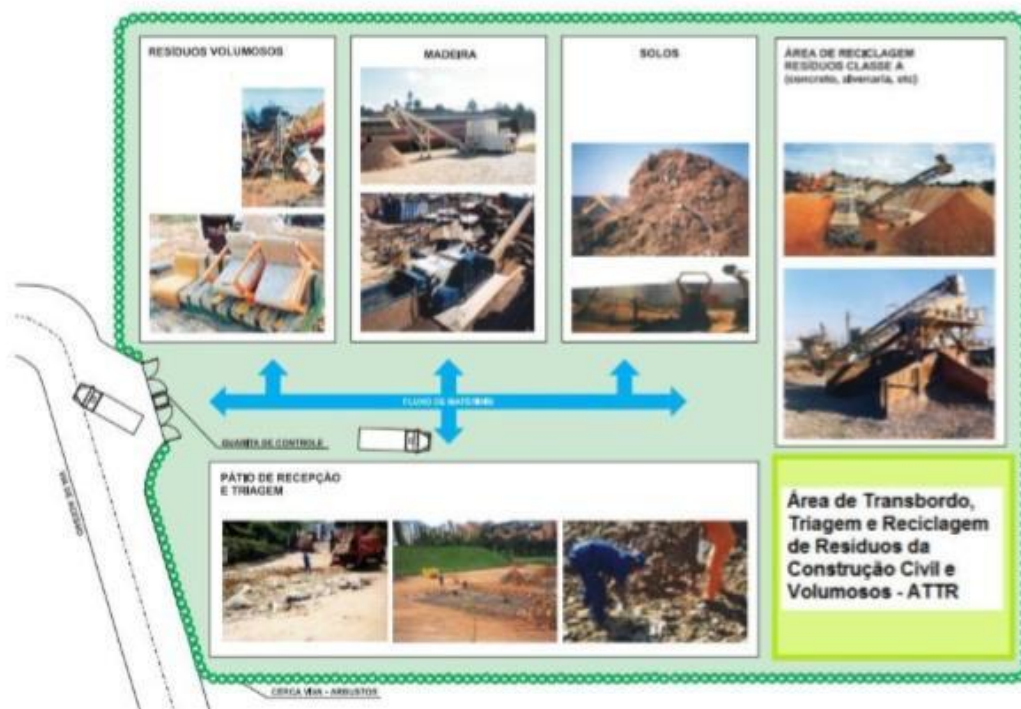 RESÍDUOS VOLUMOSOS
MADEIRA
SOLOS
ÁREA DE RECICLAGEM
RESÍDUOS CLASSE A
(concreto, alvenaria, etc)
FLUXO DE MATERIAIS
GUARITA DE CONTROLE
VIA DE ACESSO
PÁTIO DE RECEPÇÃO
E TRIAGEM
Área de Transbordo,
Triagem e Reciclagem
de Resíduos da
Construção Civil e
Volumosos - ATTR
CERCA VIVA - ARBUSTOS